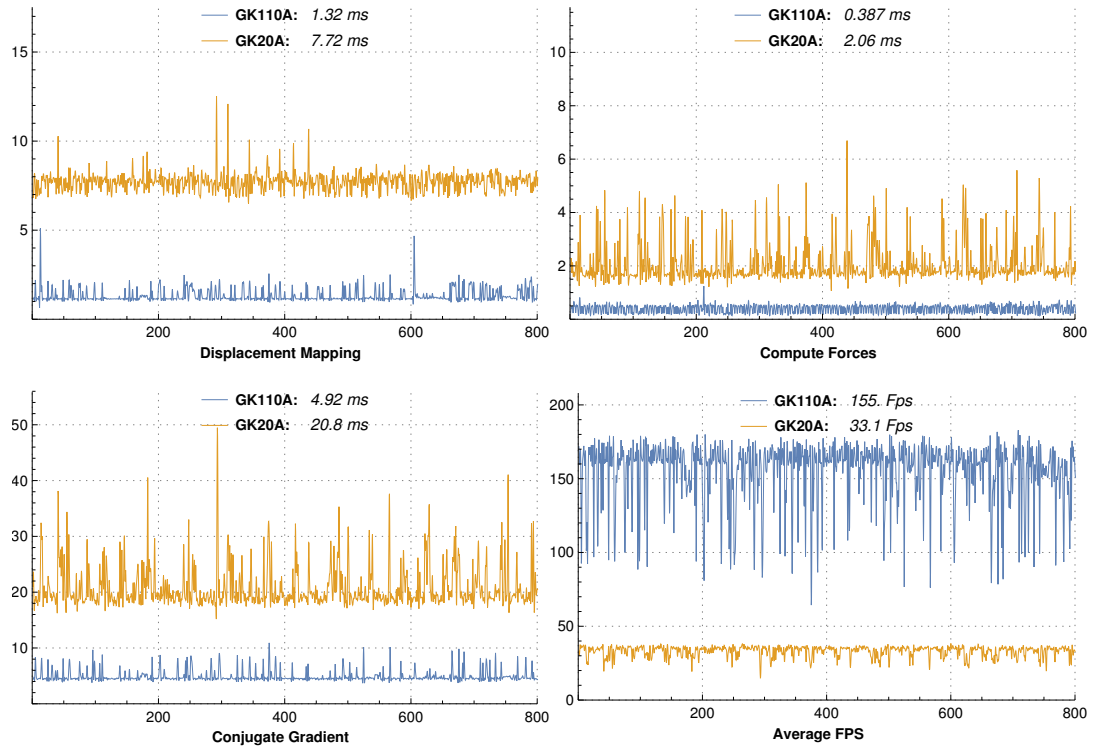 GK110A: 1.32 ms
GK20A: 7.72 ms
15
10
5
200 400 600 800
Displacement Mapping
GK110A: 0.387 ms
GK20A: 2.06 ms
10
8
6
4
2
200 400 600 800
Compute Forces
GK110A: 4.92 ms
GK20A: 20.8 ms
50
40
30
20
10
200 400 600 800
Conjugate Gradient
GK110A: 155. Fps
GK20A: 33.1 Fps
200
150
100
50
0
200 400 600 800
Average FPS